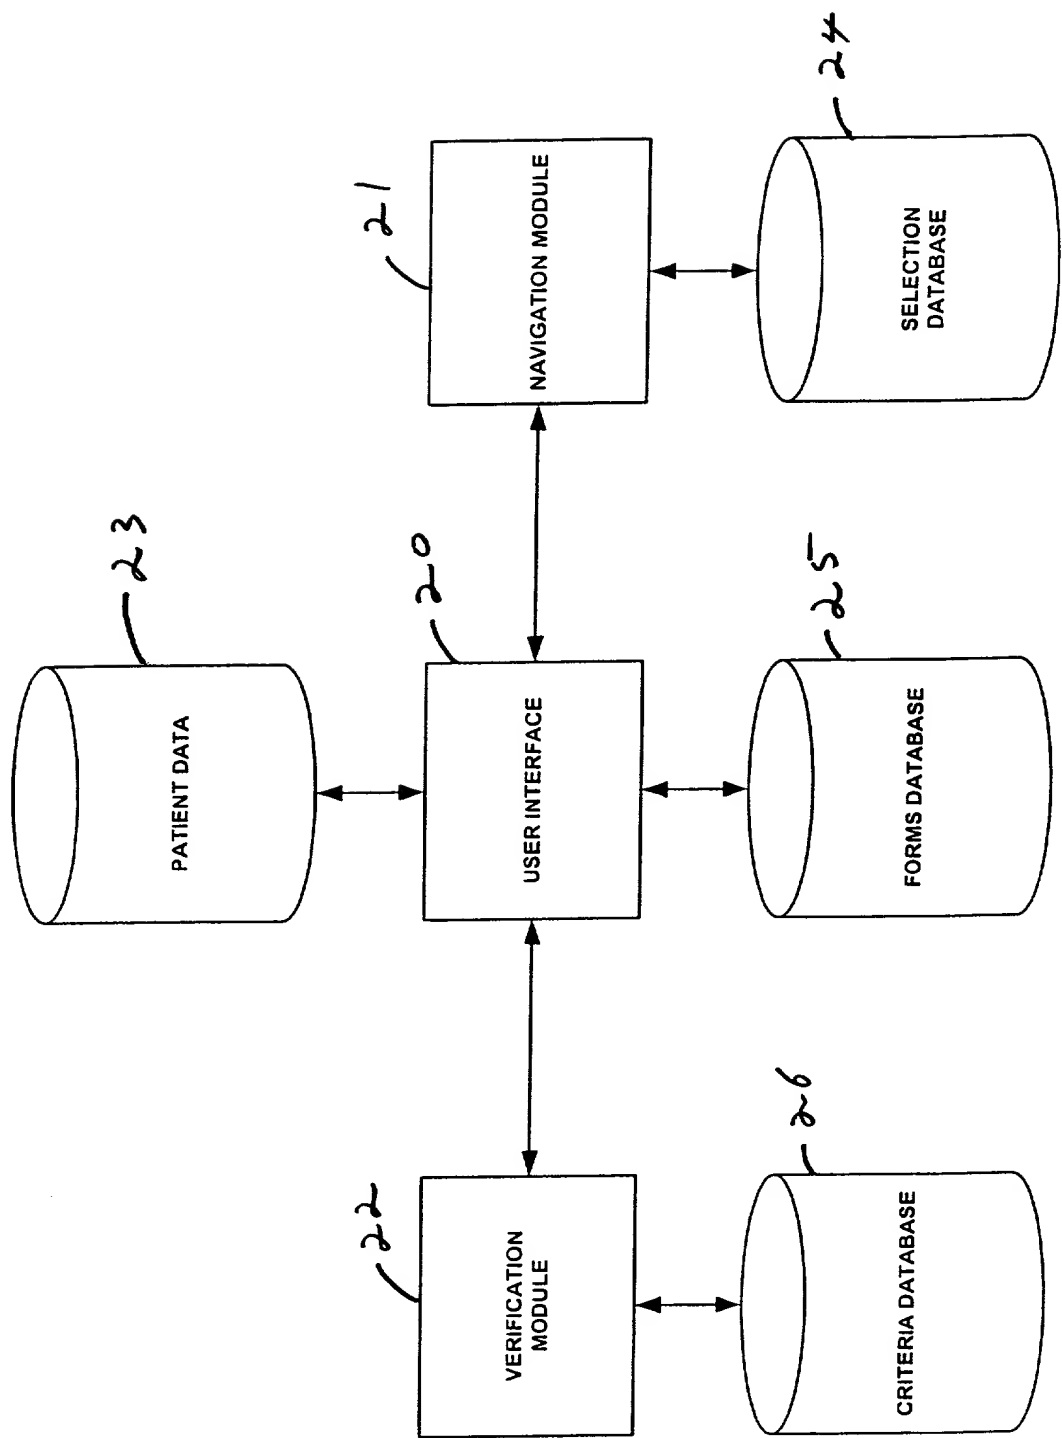 23
PATIENT DATA
22
VERIFICATION
MODULE
20
USER INTERFACE
21
NAVIGATION MODULE
26
CRITERIA DATABASE
25
FORMS DATABASE
24
SELECTION
DATABASE